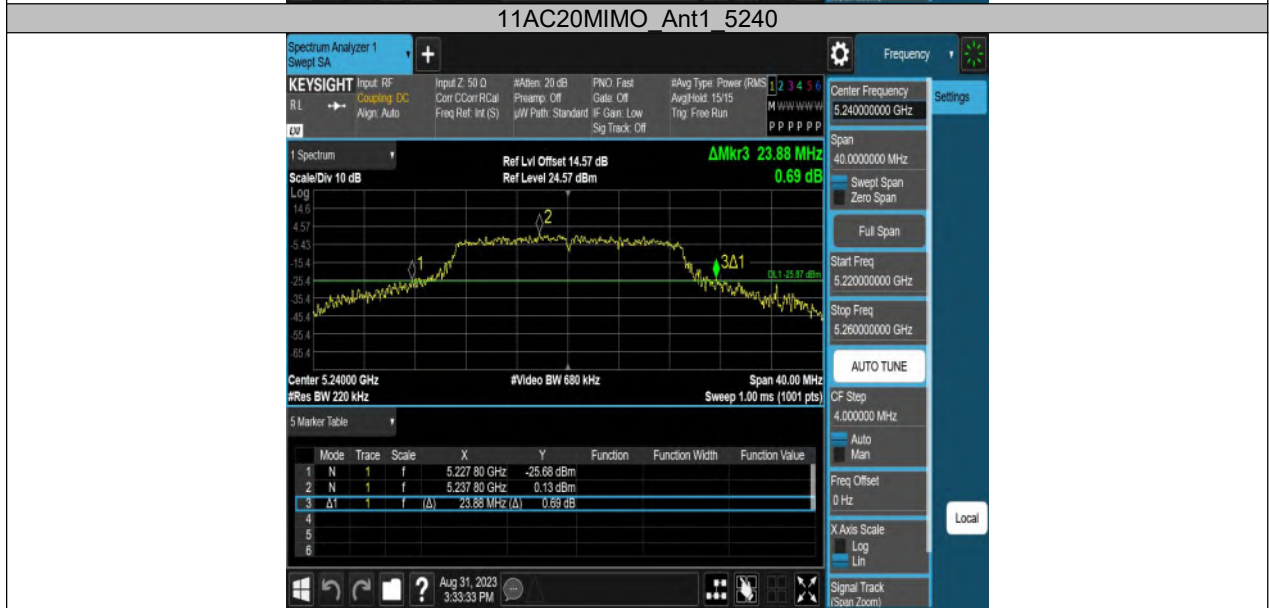 11AC20MIMO_Ant1_5240
Spectrum Analyzer 1
Swept SA
+
Frequency
KEYSIGHT
RL
LXI
Input: RF
Coupling: DC
Align: Auto
Input Z: 50 Ω
Corr CCorr RCal
Freq Ref: Int (S)
#Atten: 20 dB
Preamp: Off
µW Path: Standard
PNO: Fast
Gate: Off
IF Gain: Low
Sig Track: Off
#Avg Type: Power (RMS
Avg|Hold: 15/15
Trig: Free Run
1 2 3 4 5 6
M W W W W W
P P P P P P
1 Spectrum
Scale/Div 10 dB
Ref Lvl Offset 14.57 dB
Ref Level 24.57 dBm
ΔMkr3 23.88 MHz
0.69 dB
Log
14.6
4.57
-5.43
-15.4
-25.4
-35.4
-45.4
-55.4
-65.4
1
2
3Δ1
DL1 -25.87 dBm
Center 5.24000 GHz
#Res BW 220 kHz
#Video BW 680 kHz
Span 40.00 MHz
Sweep 1.00 ms (1001 pts)
5 Marker Table
Mode Trace Scale X Y Function Function Width Function Value
1 N 1 f 5.227 80 GHz -25.68 dBm
2 N 1 f 5.237 80 GHz 0.13 dBm
3 Δ1 1 f (Δ) 23.88 MHz (Δ) 0.69 dB
4
5
6
?
Aug 31, 2023
3:33:33 PM
Center Frequency
5.240000000 GHz
Settings
Span
40.0000000 MHz
Swept Span
Zero Span
Full Span
Start Freq
5.220000000 GHz
Stop Freq
5.260000000 GHz
AUTO TUNE
CF Step
4.000000 MHz
Auto
Man
Freq Offset
0 Hz
X Axis Scale
Log
Lin
Local
Signal Track
(Span Zoom)